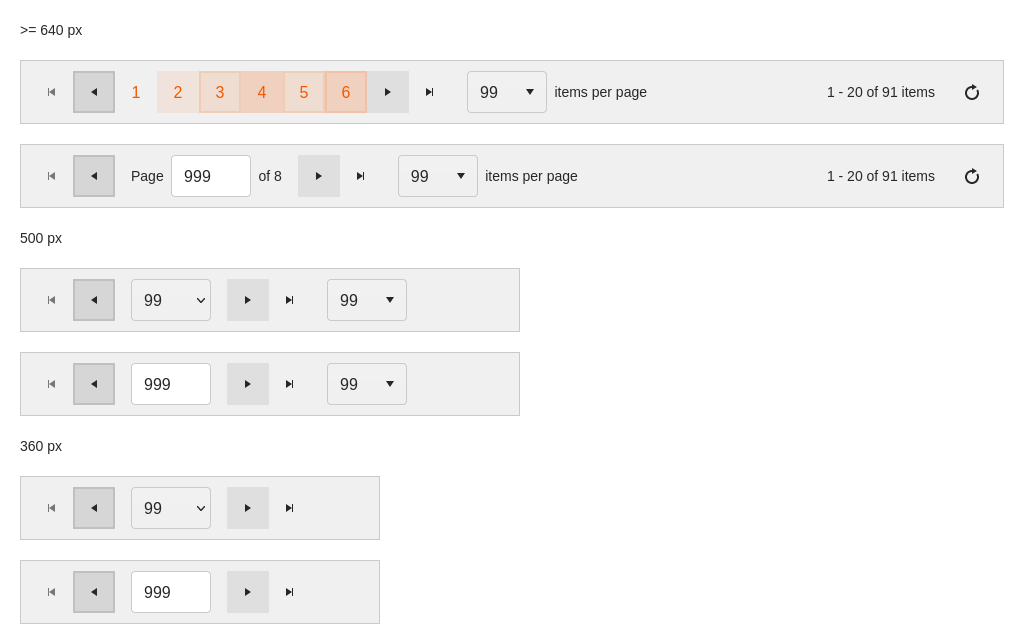 >= 640 px
1 2 3 4 5 6 99 items per page 1 - 20 of 91 items
Page 999 of 8 99 items per page 1 - 20 of 91 items
500 px
99 99
999 99
360 px
99
999